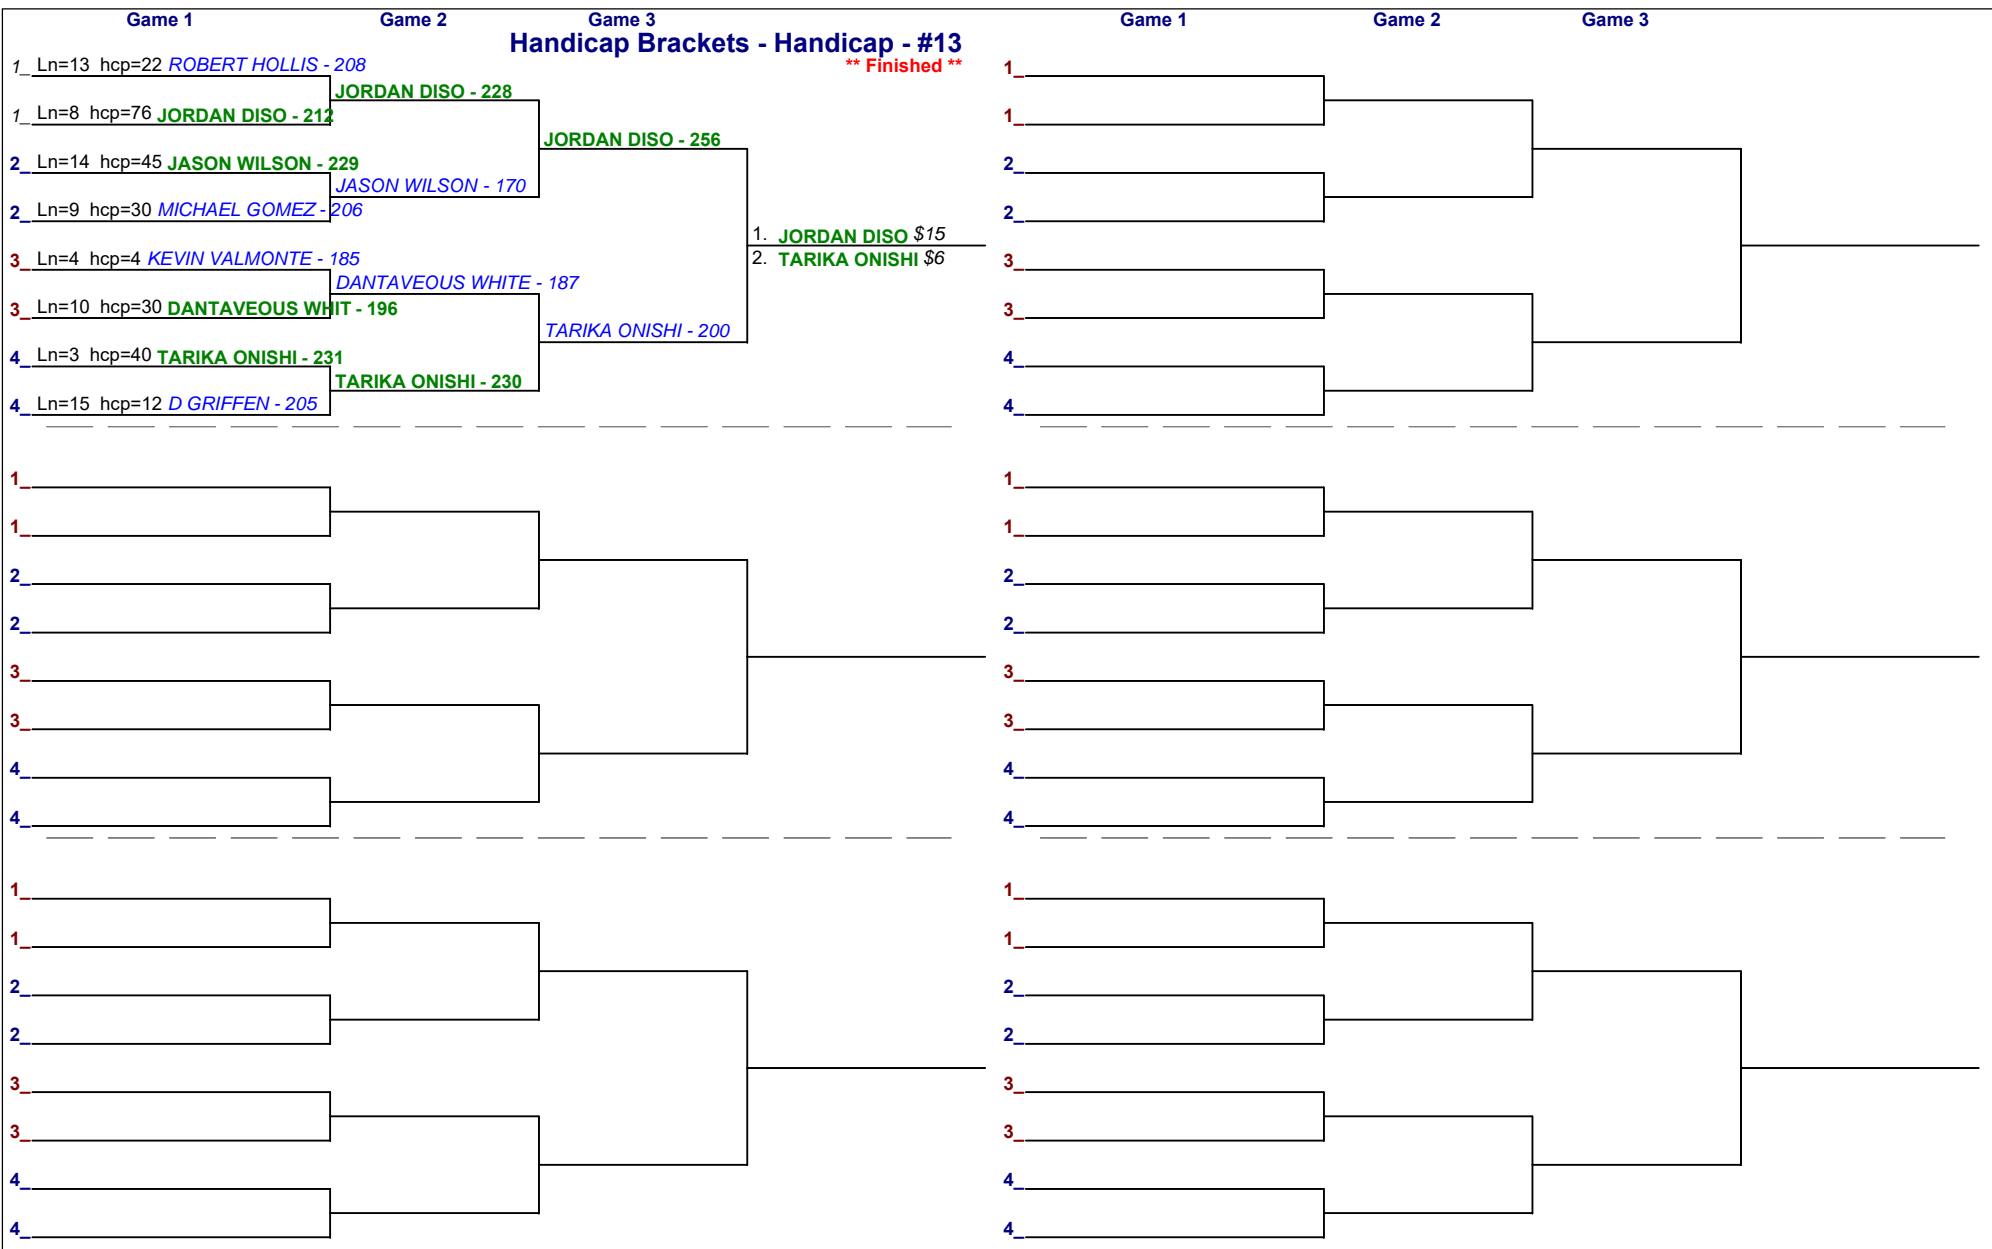 Game 1 Game 2 Game 3 Game 1 Game 2 Game 3
Handicap Brackets - Handicap - #13
** Finished **
1_ Ln=13 hcp=22 ROBERT HOLLIS - 208
JORDAN DISO - 228
1_ Ln=8 hcp=76 JORDAN DISO - 212
JORDAN DISO - 256
2_ Ln=14 hcp=45 JASON WILSON - 229
JASON WILSON - 170
2_ Ln=9 hcp=30 MICHAEL GOMEZ - 206
1. JORDAN DISO $15
2. TARIKA ONISHI $6
3_ Ln=4 hcp=4 KEVIN VALMONTE - 185
DANTAVEOUS WHITE - 187
3_ Ln=10 hcp=30 DANTAVEOUS WHIT - 196
TARIKA ONISHI - 200
4_ Ln=3 hcp=40 TARIKA ONISHI - 231
TARIKA ONISHI - 230
4_ Ln=15 hcp=12 D GRIFFEN - 205
1_
1_
2_
2_
3_
3_
4_
4_
1_
1_
2_
2_
3_
3_
4_
4_
1_
1_
2_
2_
3_
3_
4_
4_
1_
1_
2_
2_
3_
3_
4_
4_
1_
1_
2_
2_
3_
3_
4_
4_